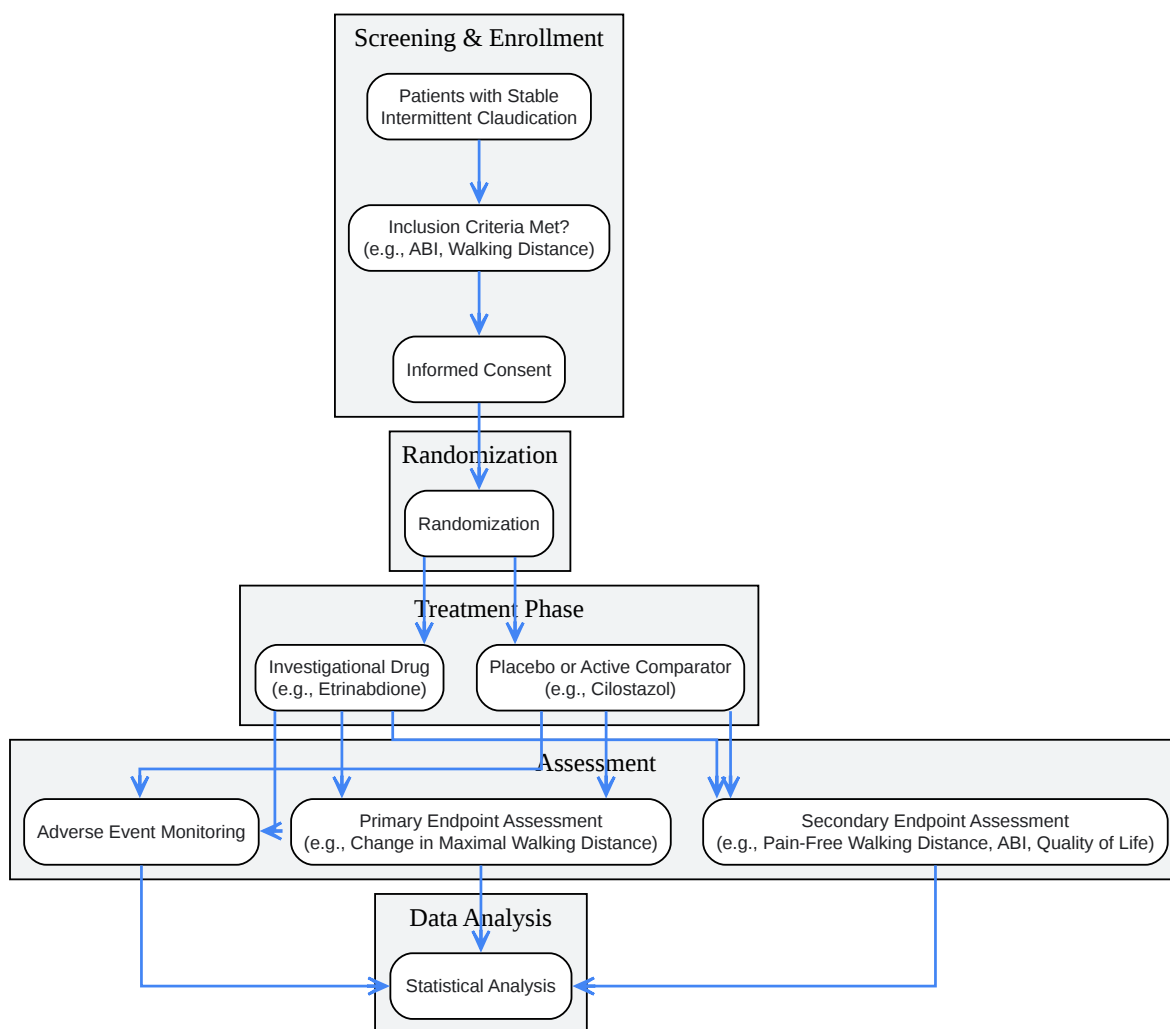 Screening & Enrollment
Patients with Stable
Intermittent Claudication
Inclusion Criteria Met?
(e.g., ABI, Walking Distance)
Informed Consent
Randomization
Randomization
Treatment Phase
Investigational Drug
(e.g., Etrinabdione)
Placebo or Active Comparator
(e.g., Cilostazol)
Assessment
Adverse Event Monitoring
Primary Endpoint Assessment
(e.g., Change in Maximal Walking Distance)
Secondary Endpoint Assessment
(e.g., Pain-Free Walking Distance, ABI, Quality of Life)
Data Analysis
Statistical Analysis